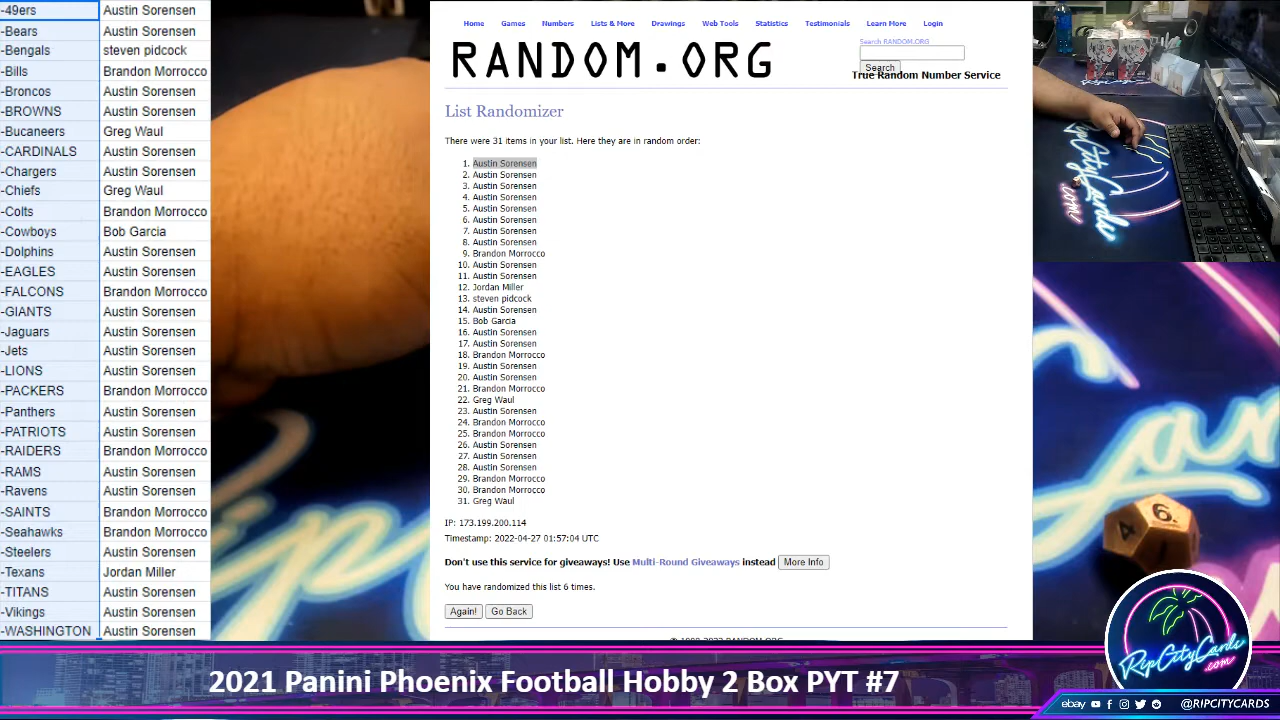 -49ers Austin Sorensen
-Bears Austin Sorensen
-Bengals steven pidcock
-Bills Brandon Morrocco
-Broncos Austin Sorensen
-BROWNS Austin Sorensen
-Bucaneers Greg Waul
-CARDINALS Austin Sorensen
-Chargers Austin Sorensen
-Chiefs Greg Waul
-Colts Brandon Morrocco
-Cowboys Bob Garcia
-Dolphins Austin Sorensen
-EAGLES Austin Sorensen
-FALCONS Brandon Morrocco
-GIANTS Austin Sorensen
-Jaguars Austin Sorensen
-Jets Austin Sorensen
-LIONS Austin Sorensen
-PACKERS Brandon Morrocco
-Panthers Austin Sorensen
-PATRIOTS Austin Sorensen
-RAIDERS Brandon Morrocco
-RAMS Austin Sorensen
-Ravens Austin Sorensen
-SAINTS Brandon Morrocco
-Seahawks Brandon Morrocco
-Steelers Austin Sorensen
-Texans Jordan Miller
-TITANS Austin Sorensen
-Vikings Austin Sorensen
-WASHINGTON Austin Sorensen
Home Games Numbers Lists & More Drawings Web Tools Statistics Testimonials Learn More Login
RANDOM.ORG
Search RANDOM.ORG
Search
True Random Number Service
List Randomizer
There were 31 items in your list. Here they are in random order:
1. Austin Sorensen
2. Austin Sorensen
3. Austin Sorensen
4. Austin Sorensen
5. Austin Sorensen
6. Austin Sorensen
7. Austin Sorensen
8. Austin Sorensen
9. Brandon Morrocco
10. Austin Sorensen
11. Austin Sorensen
12. Jordan Miller
13. steven pidcock
14. Austin Sorensen
15. Bob Garcia
16. Austin Sorensen
17. Austin Sorensen
18. Brandon Morrocco
19. Austin Sorensen
20. Austin Sorensen
21. Brandon Morrocco
22. Greg Waul
23. Austin Sorensen
24. Brandon Morrocco
25. Brandon Morrocco
26. Austin Sorensen
27. Austin Sorensen
28. Austin Sorensen
29. Brandon Morrocco
30. Brandon Morrocco
31. Greg Waul
IP: 173.199.200.114
Timestamp: 2022-04-27 01:57:04 UTC
Don't use this service for giveaways! Use Multi-Round Giveaways instead More Info
You have randomized this list 6 times.
Again! Go Back
RipCityCards
.com
4 6.
RipCityCards
.com
2021 Panini Phoenix Football Hobby 2 Box PYT #7
ebay @RIPCITYCARDS